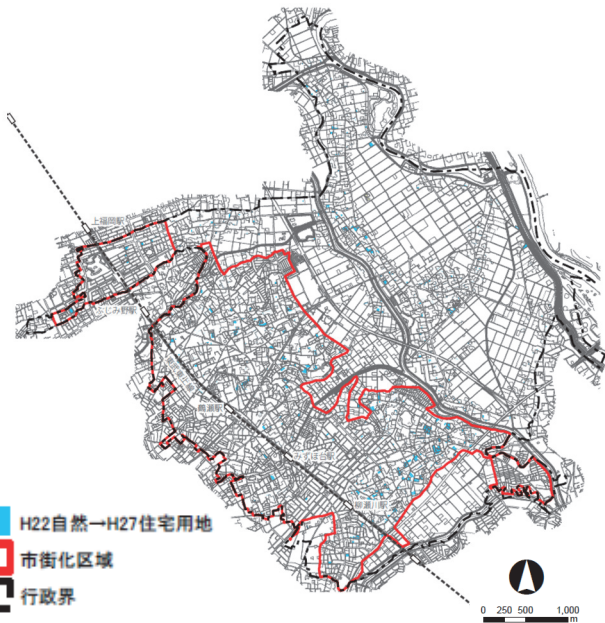 上福岡駅
ふじみ野駅
鶴瀬駅
みずほ台駅
柳瀬川駅
H22自然→H27住宅用地
市街化区域
行政界
0 250 500 1,000
m